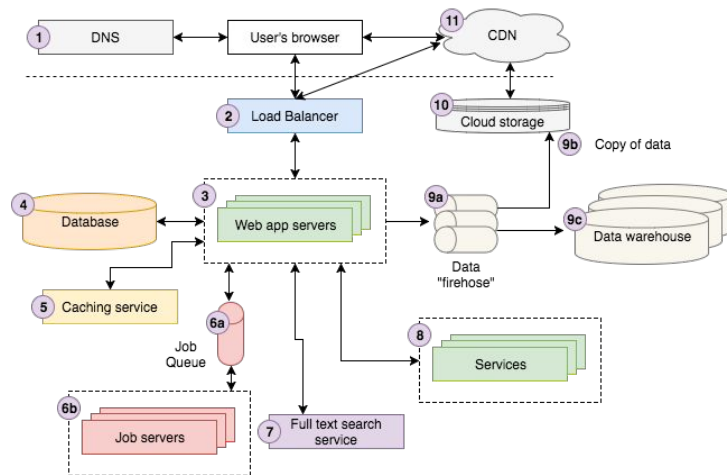 1
DNS
User's browser
11
CDN
2
Load Balancer
10
Cloud storage
9b
Copy of data
3
Web app servers
4
Database
9a
Data
"firehose"
9c
Data warehouse
5
Caching service
6a
Job
Queue
8
Services
6b
Job servers
7
Full text search
service